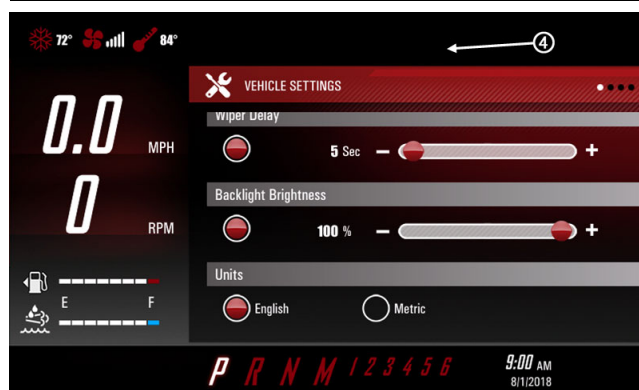 72° 84°
4
VEHICLE SETTINGS
Wiper Delay
0.0 MPH
5 Sec − +
Backlight Brightness
0 RPM
100 % − +
Units
E F
English Metric
P R N M 1 2 3 4 5 6
9:00 AM
8/1/2018